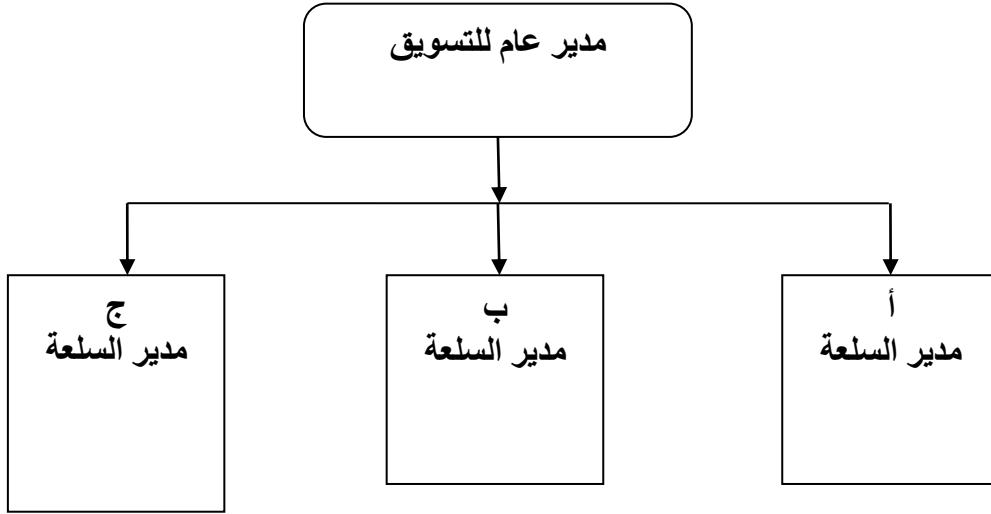 مدير عام للتسويق
أ
مدير السلعة
ب
مدير السلعة
ج
مدير السلعة